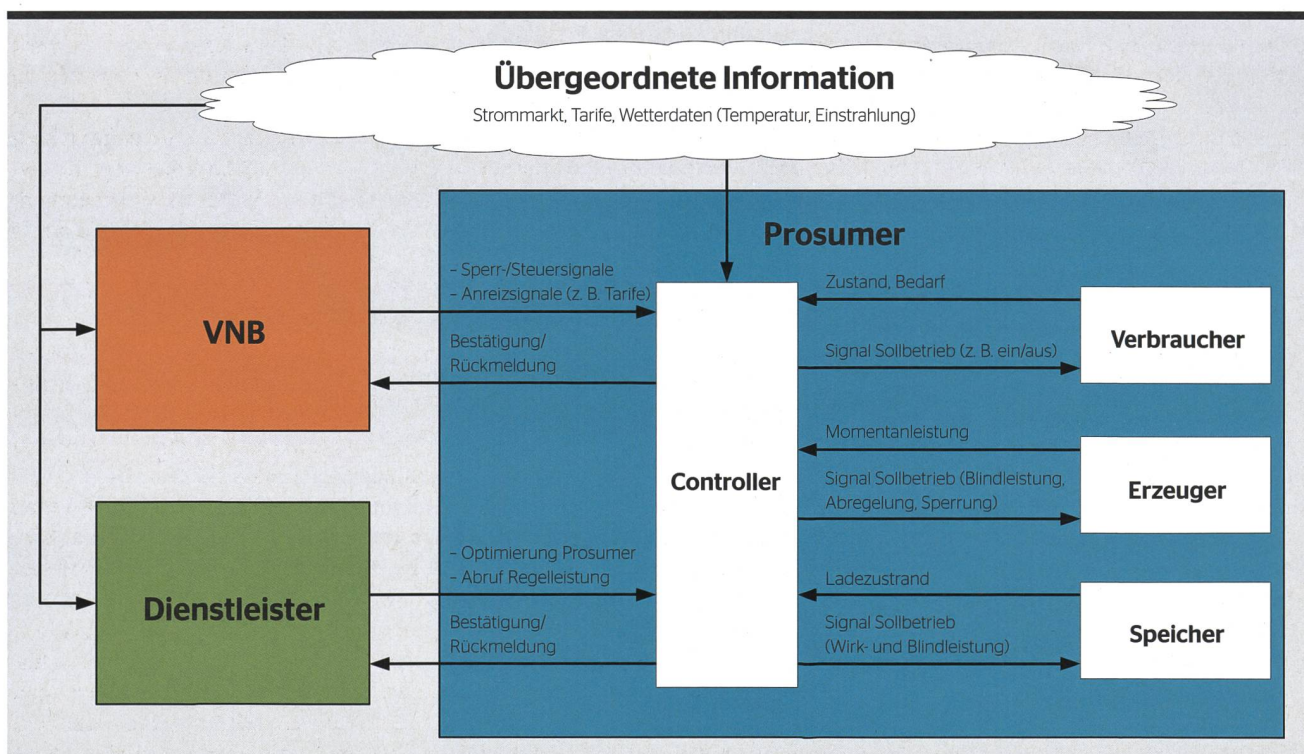 Übergeordnete Information
Strommarkt, Tarife, Wetterdaten (Temperatur, Einstrahlung)
Prosumer
VNB
– Sperr-/Steuersignale
– Anreizsignale (z. B. Tarife)
Bestätigung/
Rückmeldung
Dienstleister
– Optimierung Prosumer
– Abruf Regelleistung
Bestätigung/
Rückmeldung
Controller
Zustand, Bedarf
Signal Sollbetrieb (z. B. ein/aus)
Verbraucher
Momentanleistung
Signal Sollbetrieb (Blindleistung,
Abregelung, Sperrung)
Erzeuger
Ladezustrand
Signal Sollbetrieb
(Wirk- und Blindleistung)
Speicher